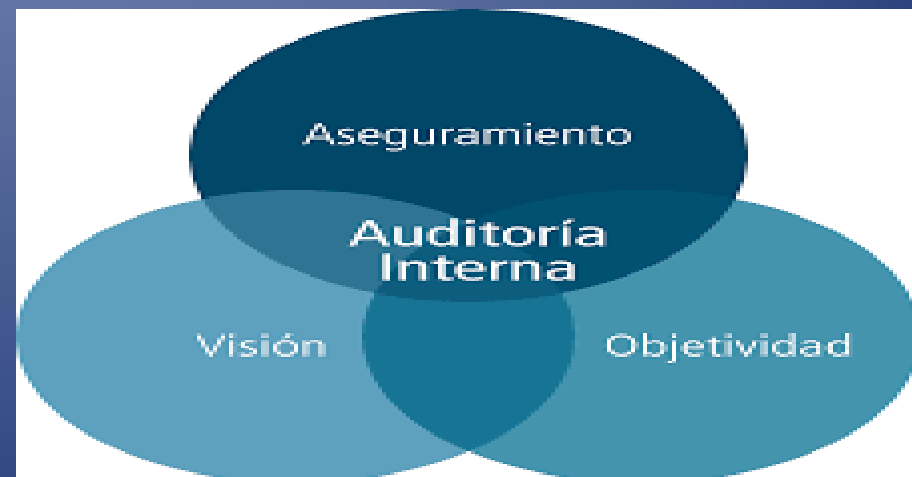 Aseguramiento
Auditoría
Interna
Visión
Objetividad